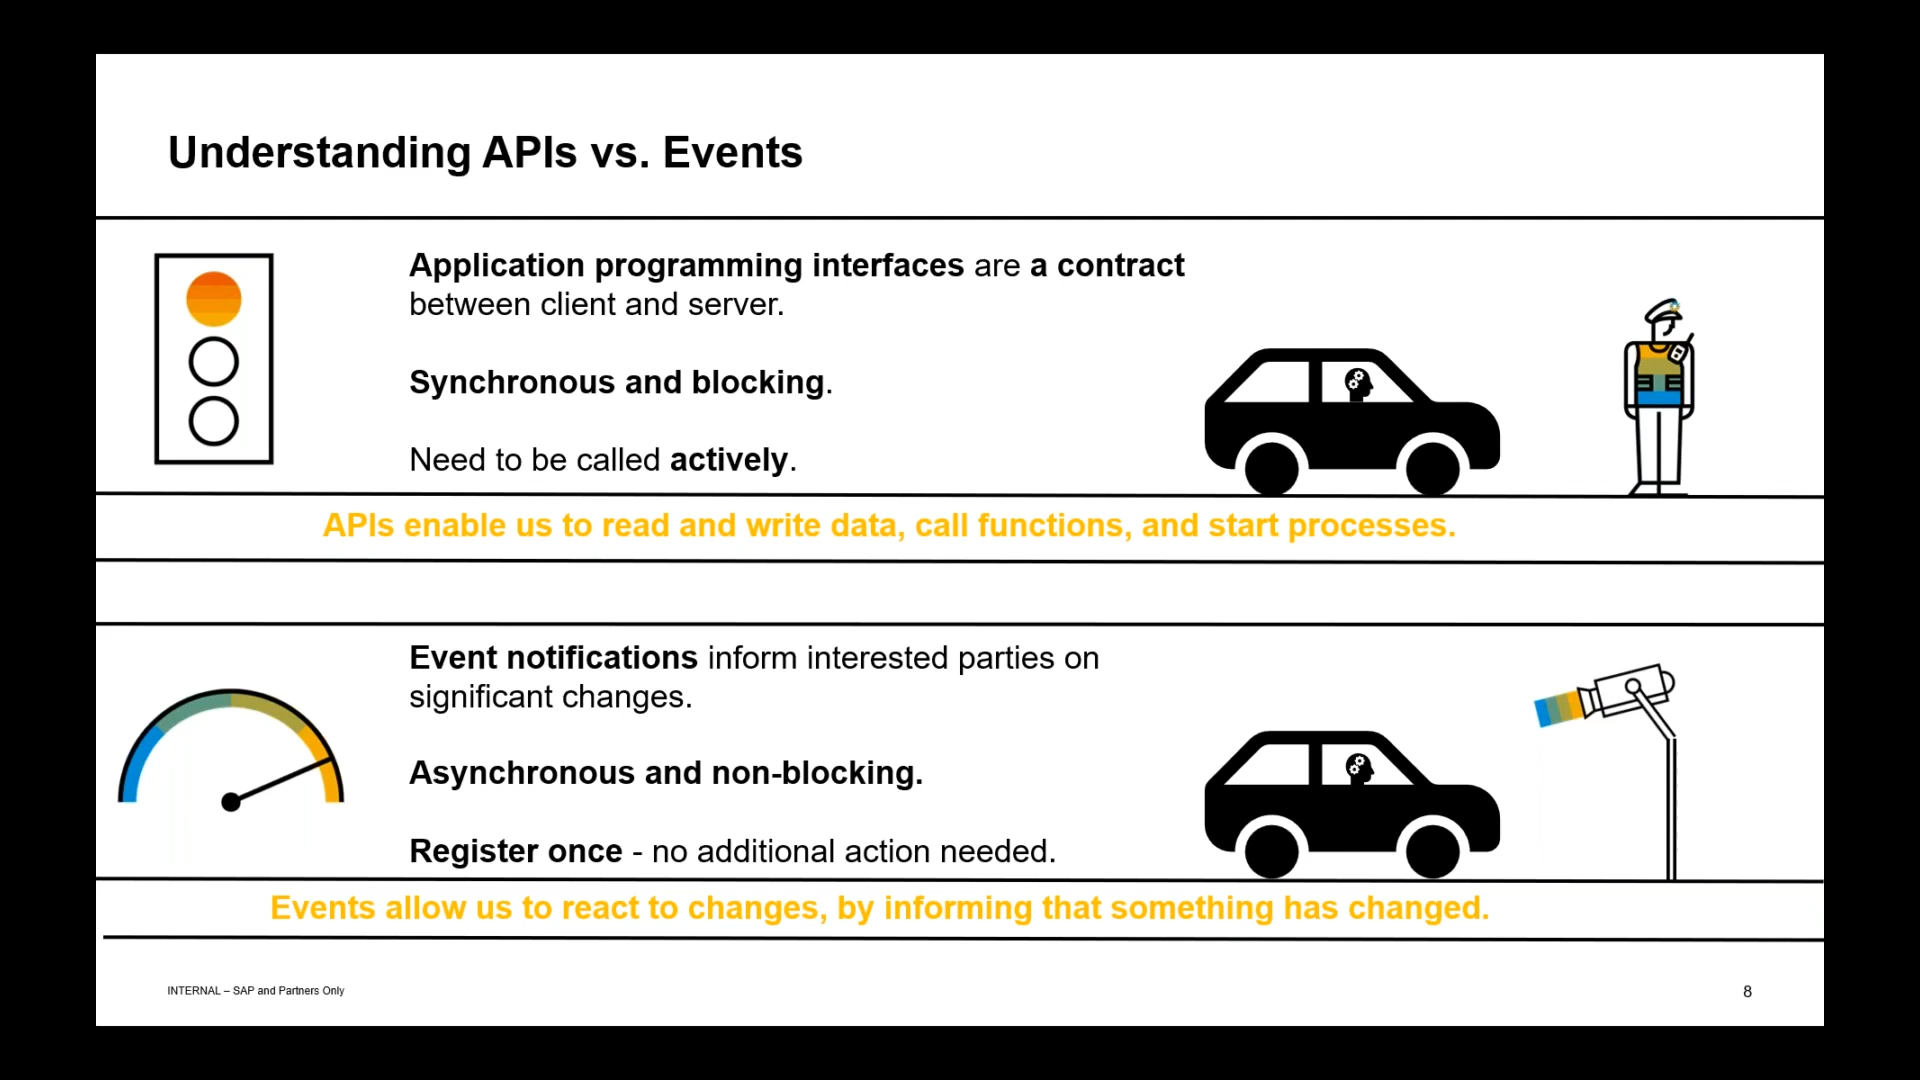 Understanding APIs vs. Events
Application programming interfaces are a contract
between client and server.
Synchronous and blocking.
Need to be called actively.
APIs enable us to read and write data, call functions, and start processes.
Event notifications inform interested parties on
significant changes.
Asynchronous and non-blocking.
Register once - no additional action needed.
Events allow us to react to changes, by informing that something has changed.
INTERNAL – SAP and Partners Only
8